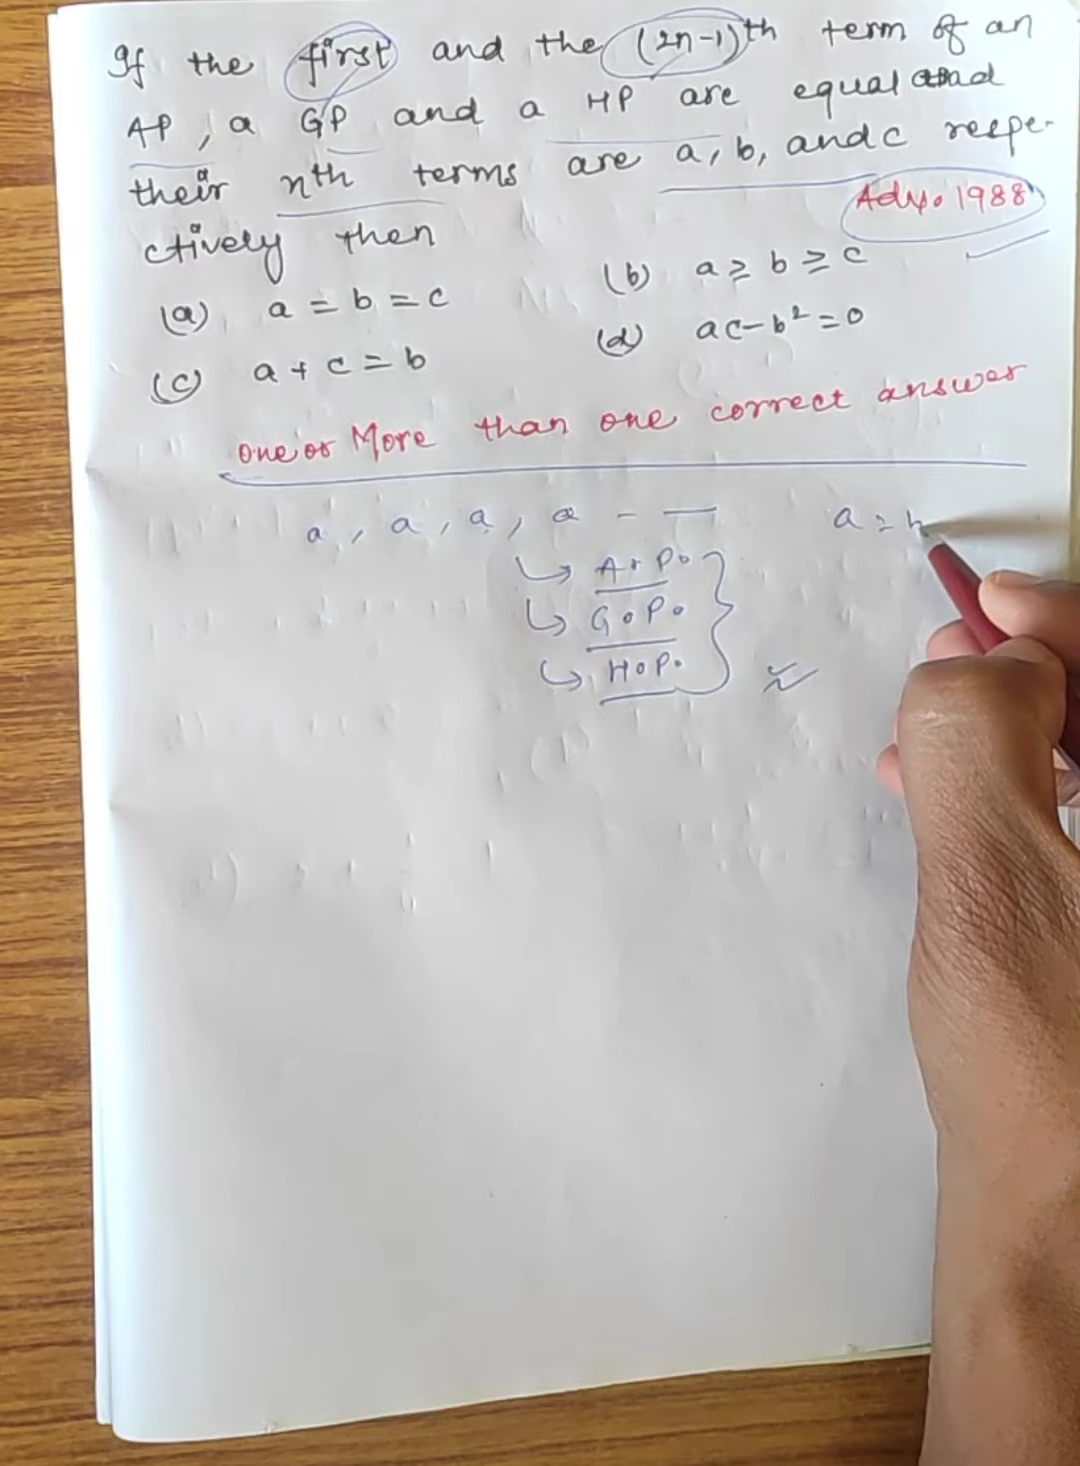 If the first and the (2n-1)th term of an
AP, a GP and a HP are equal and
their nth terms are a, b, and c respe-
ctively then
Adv. 1988
(a) a = b = c
(b) a ≥ b ≥ c
(c) a + c = b
(d) ac - b² = 0
one or More than one correct answer
a, a, a, a - —
a =
↳ A.P.
↳ G.P.
↳ H.P.